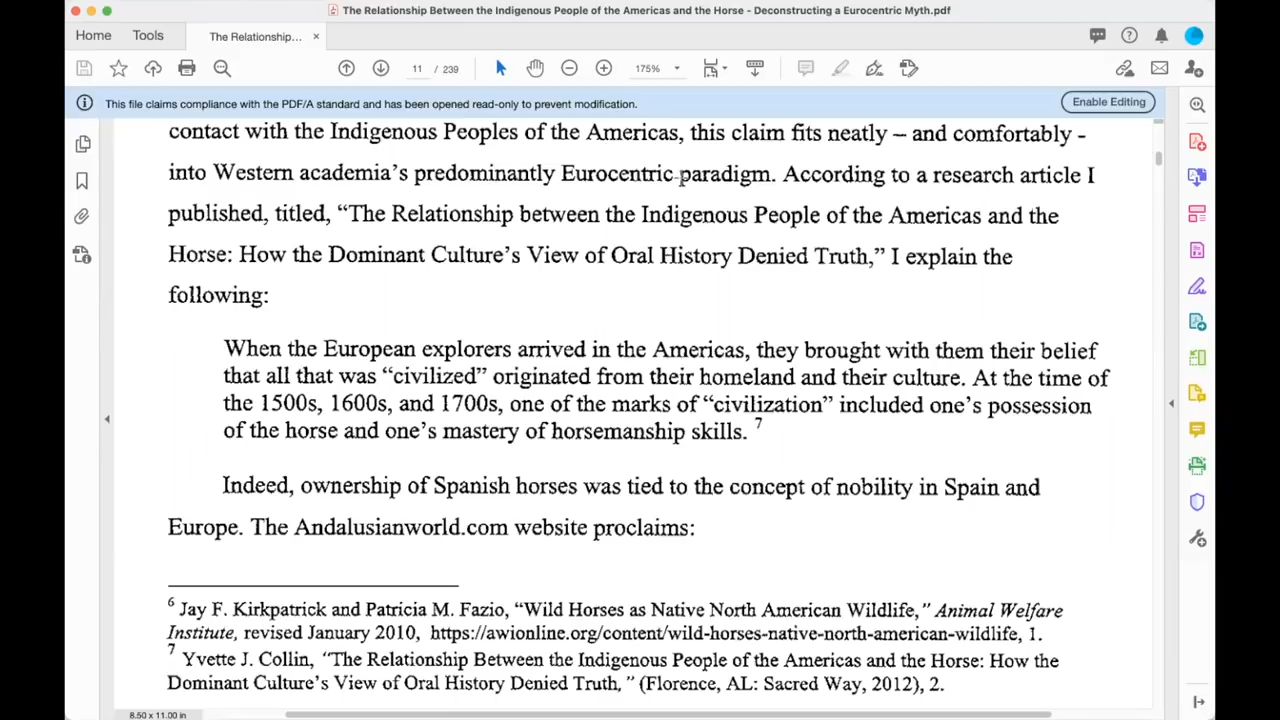 The Relationship Between the Indigenous People of the Americas and the Horse - Deconstructing a Eurocentric Myth.pdf
Home Tools The Relationship... ×
11 / 239 175%
This file claims compliance with the PDF/A standard and has been opened read-only to prevent modification. Enable Editing
contact with the Indigenous Peoples of the Americas, this claim fits neatly – and comfortably -
into Western academia’s predominantly Eurocentric paradigm. According to a research article I
published, titled, “The Relationship between the Indigenous People of the Americas and the
Horse: How the Dominant Culture’s View of Oral History Denied Truth,” I explain the
following:
When the European explorers arrived in the Americas, they brought with them their belief
that all that was “civilized” originated from their homeland and their culture. At the time of
the 1500s, 1600s, and 1700s, one of the marks of “civilization” included one’s possession
of the horse and one’s mastery of horsemanship skills. 7
Indeed, ownership of Spanish horses was tied to the concept of nobility in Spain and
Europe. The Andalusianworld.com website proclaims:
6 Jay F. Kirkpatrick and Patricia M. Fazio, “Wild Horses as Native North American Wildlife,” Animal Welfare
Institute, revised January 2010, https://awionline.org/content/wild-horses-native-north-american-wildlife, 1.
7 Yvette J. Collin, “The Relationship Between the Indigenous People of the Americas and the Horse: How the
Dominant Culture’s View of Oral History Denied Truth, ” (Florence, AL: Sacred Way, 2012), 2.
8.50 x 11.00 in